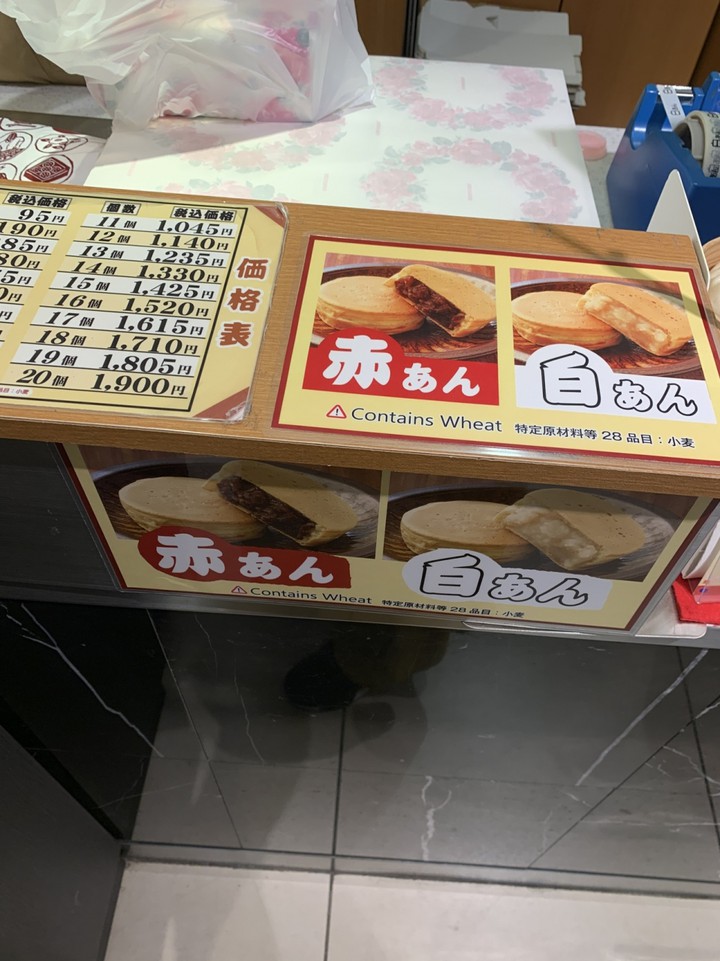 税込価格
95円
190円
85円
80円
個数 税込価格
11個 1,045円
12個 1,140円
13個 1,235円
14個 1,330円
15個 1,425円
16個 1,520円
17個 1,615円
18個 1,710円
19個 1,805円
20個 1,900円
価格表
赤あん
白あん
Contains Wheat 特定原材料等28品目:小麦
赤あん
白あん
Contains Wheat 特定原材料等28品目:小麦